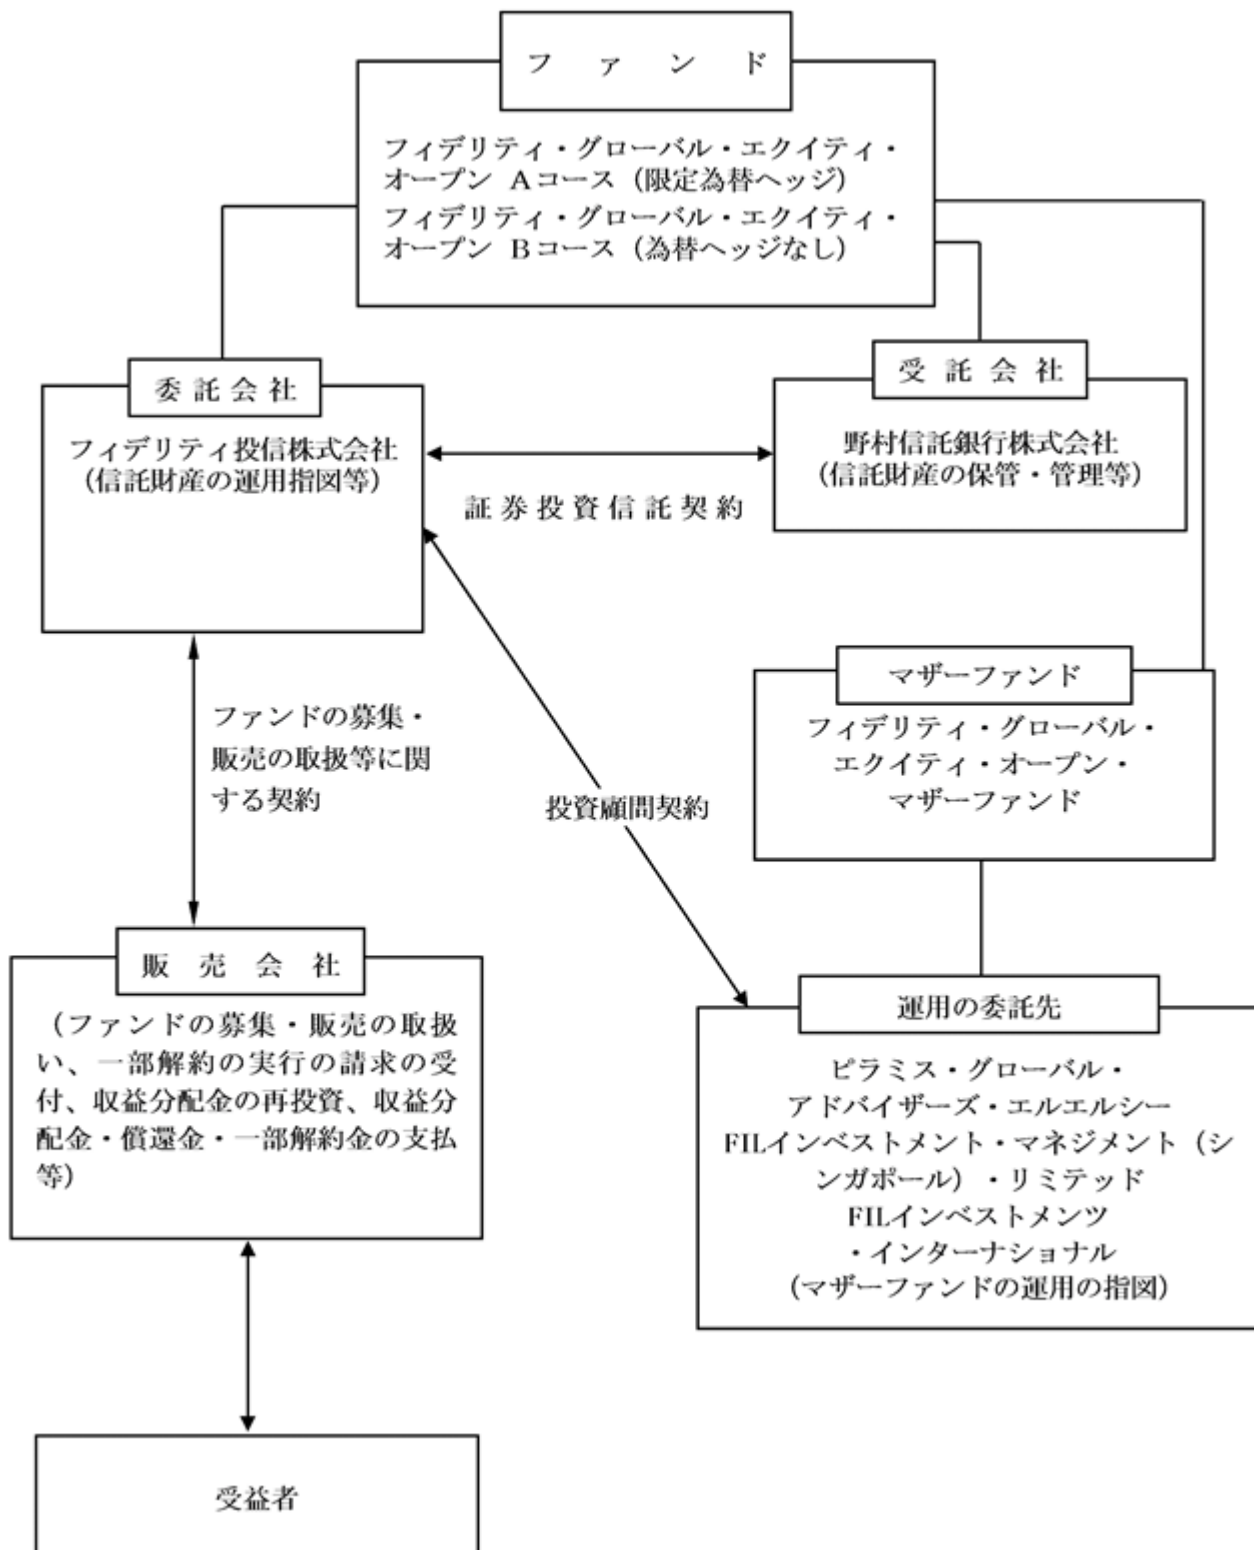 ファンド
フィデリティ・グローバル・エクイティ・
オープン Aコース（限定為替ヘッジ）
フィデリティ・グローバル・エクイティ・
オープン Bコース（為替ヘッジなし）
委託会社
フィデリティ投信株式会社
（信託財産の運用指図等）
受託会社
野村信託銀行株式会社
（信託財産の保管・管理等）
証券投資信託契約
マザーファンド
フィデリティ・グローバル・
エクイティ・オープン・
マザーファンド
ファンドの募集・
販売の取扱等に関
する契約
投資顧問契約
販売会社
（ファンドの募集・販売の取扱
い、一部解約の実行の請求の受
付、収益分配金の再投資、収益分
配金・償還金・一部解約金の支払
等）
運用の委託先
ピラミス・グローバル・
アドバイザーズ・エルエルシー
FILインベストメント・マネジメント（シ
ンガポール）・リミテッド
FILインベストメンツ
・インターナショナル
（マザーファンドの運用の指図）
受益者